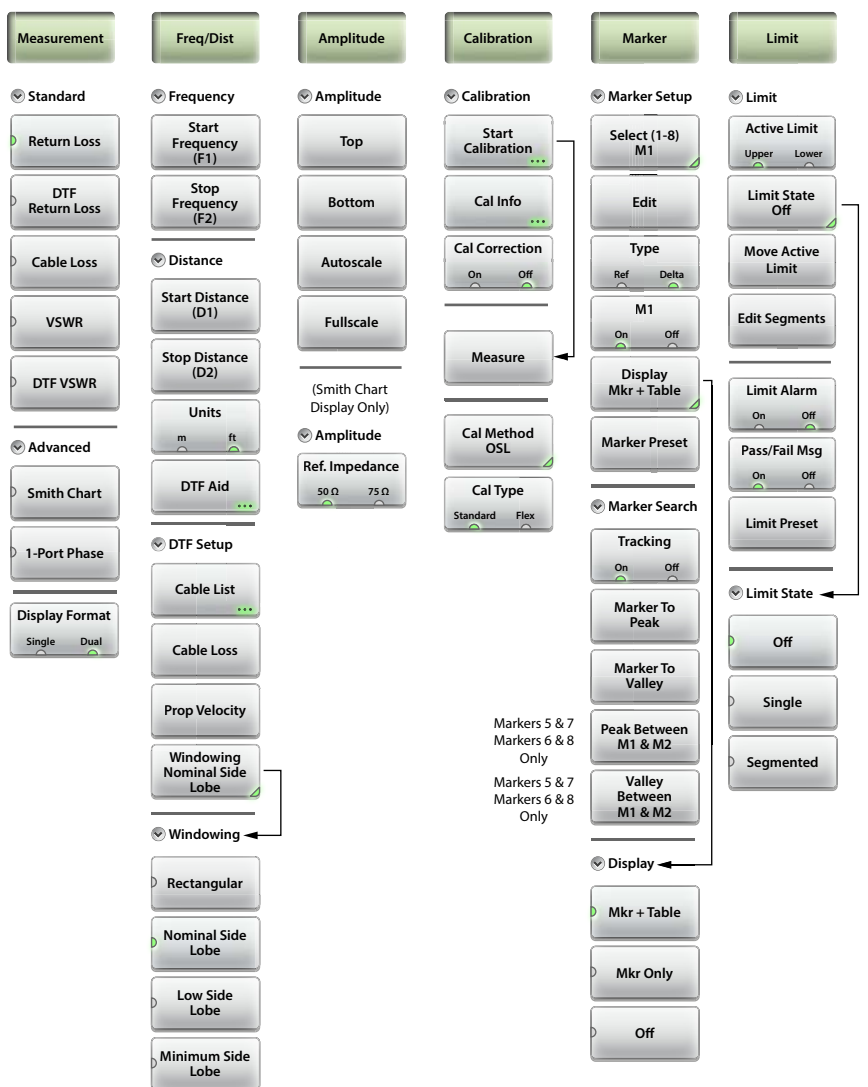 Measurement
Standard
Return Loss
DTF
Return Loss
Cable Loss
VSWR
DTF VSWR
Advanced
Smith Chart
1-Port Phase
Display Format
Single Dual
Freq/Dist
Frequency
Start
Frequency
(F1)
Stop
Frequency
(F2)
Distance
Start Distance
(D1)
Stop Distance
(D2)
Units
m ft
DTF Aid
DTF Setup
Cable List
Cable Loss
Prop Velocity
Windowing
Nominal Side
Lobe
Windowing
Rectangular
Nominal Side
Lobe
Low Side
Lobe
Minimum Side
Lobe
Amplitude
Amplitude
Top
Bottom
Autoscale
Fullscale
(Smith Chart
Display Only)
Amplitude
Ref. Impedance
50 Ω 75 Ω
Calibration
Calibration
Start
Calibration
Cal Info
Cal Correction
On Off
Measure
Cal Method
OSL
Cal Type
Standard Flex
Marker
Marker Setup
Select (1-8)
M1
Edit
Type
Ref Delta
M1
On Off
Display
Mkr + Table
Marker Preset
Marker Search
Tracking
On Off
Marker To
Peak
Marker To
Valley
Markers 5 & 7
Markers 6 & 8
Only
Peak Between
M1 & M2
Markers 5 & 7
Markers 6 & 8
Only
Valley
Between
M1 & M2
Display
Mkr + Table
Mkr Only
Off
Limit
Limit
Active Limit
Upper Lower
Limit State
Off
Move Active
Limit
Edit Segments
Limit Alarm
On Off
Pass/Fail Msg
On Off
Limit Preset
Limit State
Off
Single
Segmented